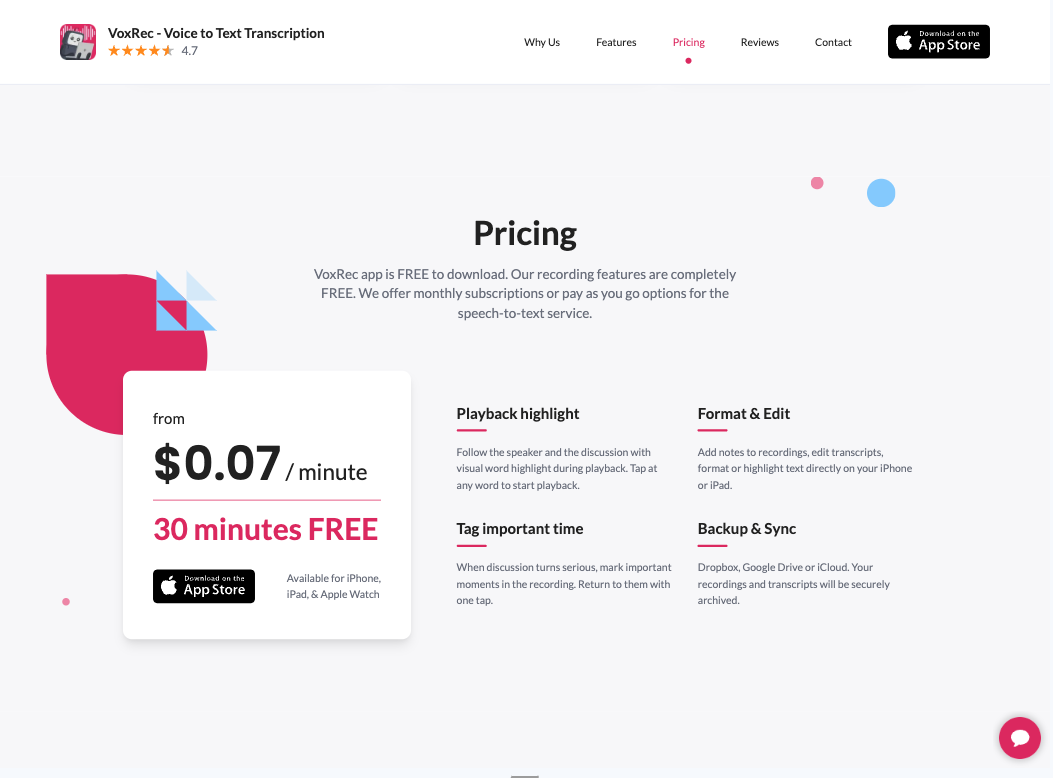 VoxRec - Voice to Text Transcription
4.7
Why Us
Features
Pricing
Reviews
Contact
Download on the
App Store
Pricing
VoxRec app is FREE to download. Our recording features are completely
FREE. We offer monthly subscriptions or pay as you go options for the
speech-to-text service.
from
$0.07 / minute
30 minutes FREE
Download on the
App Store
Available for iPhone,
iPad, & Apple Watch
Playback highlight
Follow the speaker and the discussion with
visual word highlight during playback. Tap at
any word to start playback.
Format & Edit
Add notes to recordings, edit transcripts,
format or highlight text directly on your iPhone
or iPad.
Tag important time
When discussion turns serious, mark important
moments in the recording. Return to them with
one tap.
Backup & Sync
Dropbox, Google Drive or iCloud. Your
recordings and transcripts will be securely
archived.